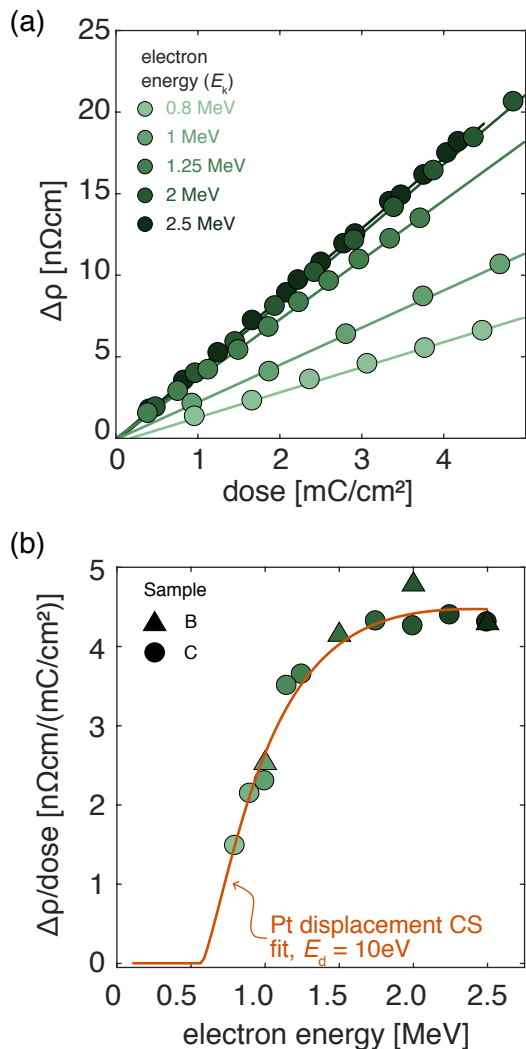 (a)
25
20
15
10
5
0
Δρ [nΩcm]
electron
energy (Eₖ)
0.8 MeV
1 MeV
1.25 MeV
2 MeV
2.5 MeV
0 1 2 3 4
dose [mC/cm²]
(b)
5
4
3
2
1
0
Δρ/dose [nΩcm/(mC/cm²)]
Sample
B
C
Pt displacement CS
fit, E_d = 10eV
0.5 1.0 1.5 2.0 2.5
electron energy [MeV]